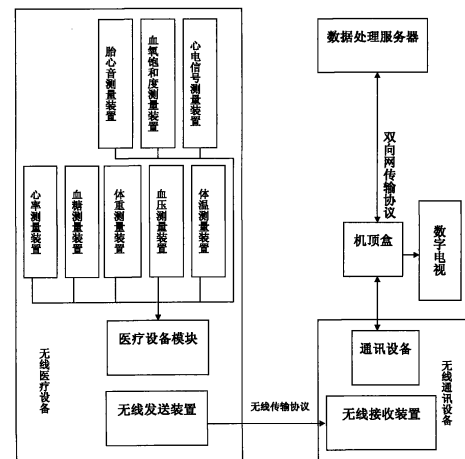 胎心音测量装置
血氧饱和度测量装置
心电信号测量装置
心率测量装置
血糖测量装置
体重测量装置
血压测量装置
体温测量装置
医疗设备模块
无线医疗设备
无线发送装置
无线传输协议
数据处理服务器
双向网传输协议
机顶盒
数字电视
通讯设备
无线通讯设备
无线接收装置